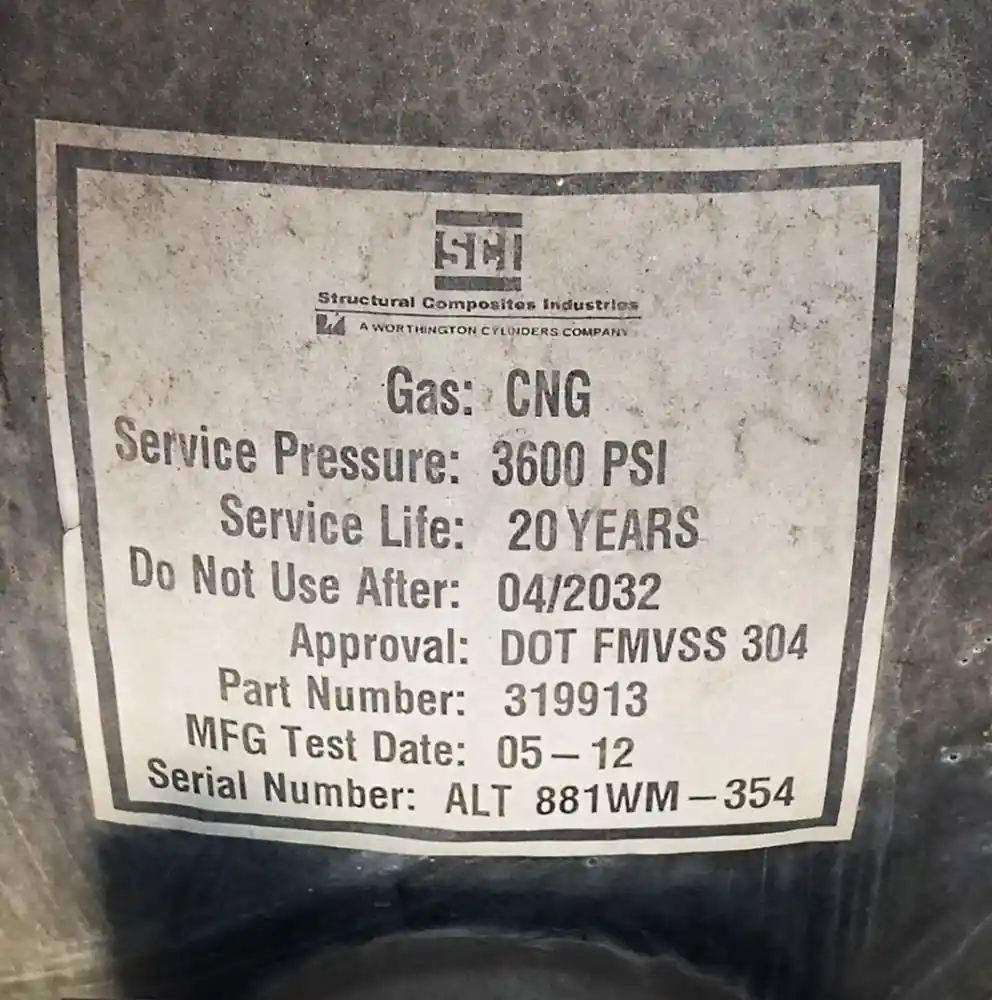 SCI
Structural Composites Industries
A WORTHINGTON CYLINDERS COMPANY
Gas: CNG
Service Pressure: 3600 PSI
Service Life: 20 YEARS
Do Not Use After: 04/2032
Approval: DOT FMVSS 304
Part Number: 319913
MFG Test Date: 05-12
Serial Number: ALT 881WM-354